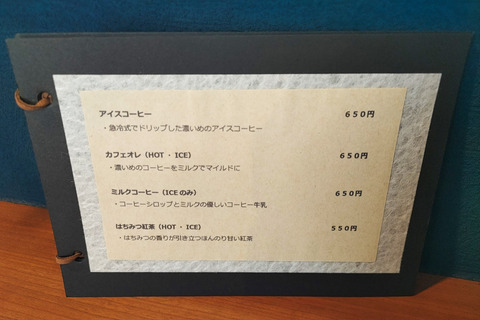 アイスコーヒー ６５０円
・急冷式でドリップした濃いめのアイスコーヒー
カフェオレ（HOT ・ ICE） ６５０円
・濃いめのコーヒーをミルクでマイルドに
ミルクコーヒー（ICEのみ） ６５０円
・コーヒーシロップとミルクの優しいコーヒー牛乳
はちみつ紅茶（HOT ・ ICE） ５５０円
・はちみつの香りが引き立つほんのり甘い紅茶